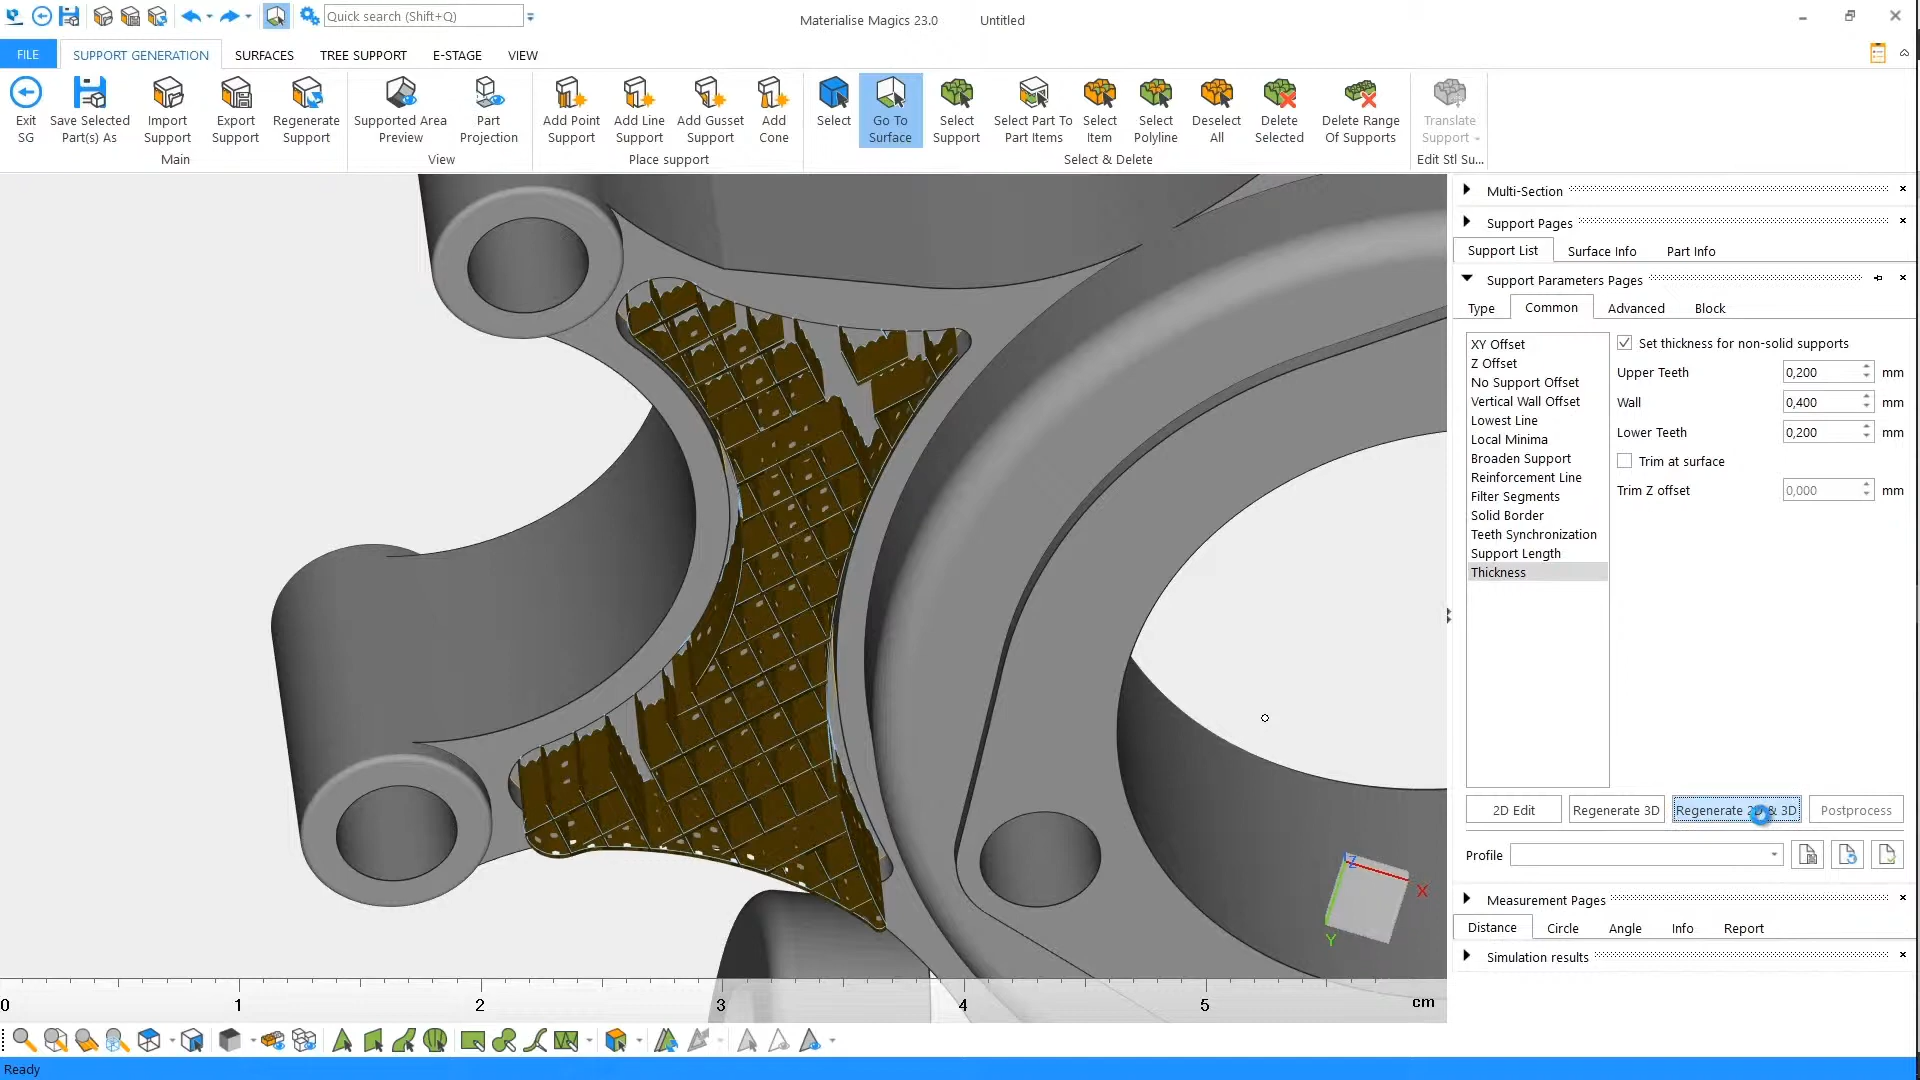 Quick search (Shift+Q)
Materialise Magics 23.0 Untitled
FILE SUPPORT GENERATION SURFACES TREE SUPPORT E-STAGE VIEW
Exit SG
Save Selected Part(s) As
Import Support
Export Support
Regenerate Support
Supported Area Preview
Part Projection
Add Point Support
Add Line Support
Add Gusset Support
Add Cone
Select
Go To Surface
Select Support
Select Part To Part Items
Select Item
Select Polyline
Deselect All
Delete Selected
Delete Range Of Supports
Translate Support
Main View Place support Select & Delete Edit Stl Su...
Multi-Section
Support Pages
Support List Surface Info Part Info
Support Parameters Pages
Type Common Advanced Block
XY Offset
Z Offset
No Support Offset
Vertical Wall Offset
Lowest Line
Local Minima
Broaden Support
Reinforcement Line
Filter Segments
Solid Border
Teeth Synchronization
Support Length
Thickness
Set thickness for non-solid supports
Upper Teeth 0,200 mm
Wall 0,400 mm
Lower Teeth 0,200 mm
Trim at surface
Trim Z offset 0,000 mm
2D Edit Regenerate 3D Regenerate 2D & 3D Postprocess
Profile
Measurement Pages
Distance Circle Angle Info Report
Simulation results
Z
X
Y
0 1 2 3 4 5 cm
Ready